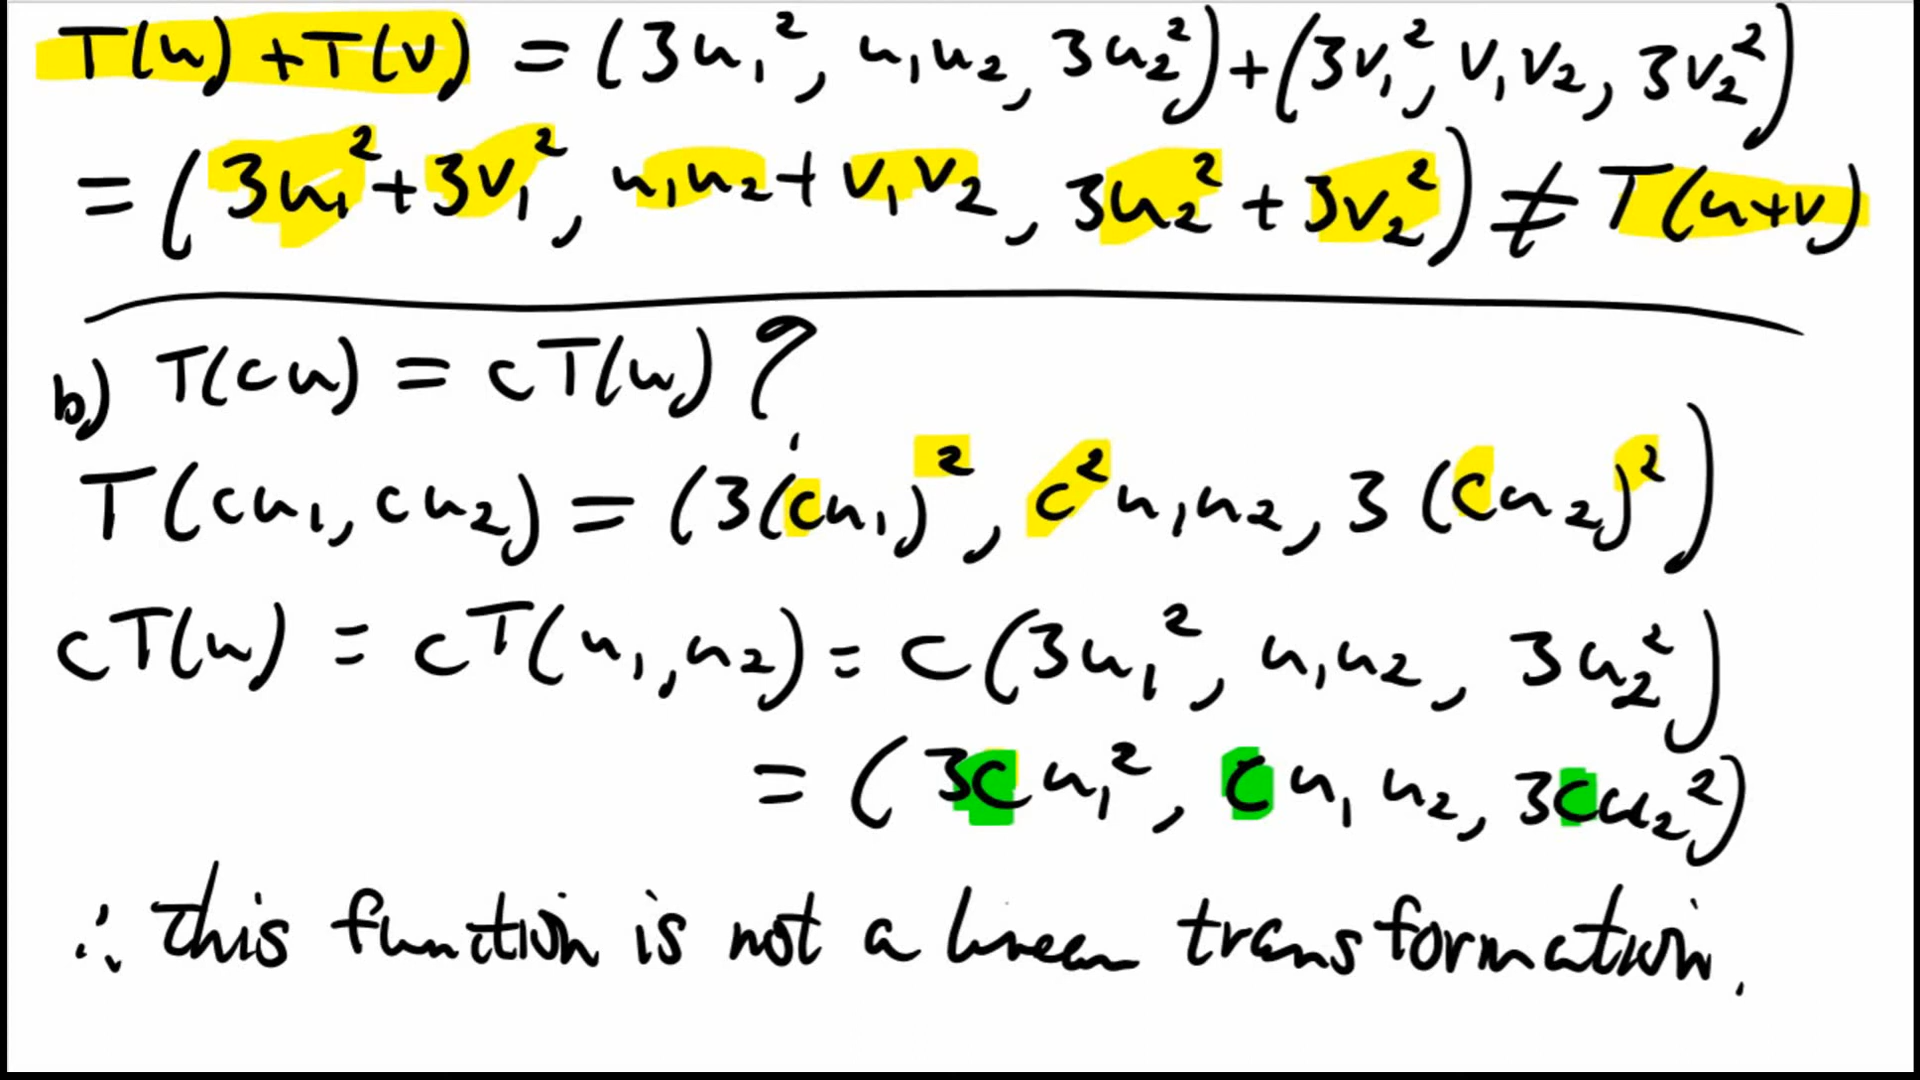 T(u) + T(v) = (3u₁², u₁u₂, 3u₂²) + (3v₁², v₁v₂, 3v₂²)
= (3u₁² + 3v₁², u₁u₂ + v₁v₂, 3u₂² + 3v₂²) ≠ T(u+v)
b) T(cu) = cT(u) ?
T(cu₁, cu₂) = (3(cu₁)², c²u₁u₂, 3(cu₂)²)
cT(u) = cT(u₁, u₂) = c(3u₁², u₁u₂, 3u₂²)
= (3cu₁², cu₁u₂, 3cu₂²)
∴ this function is not a linear transformation.